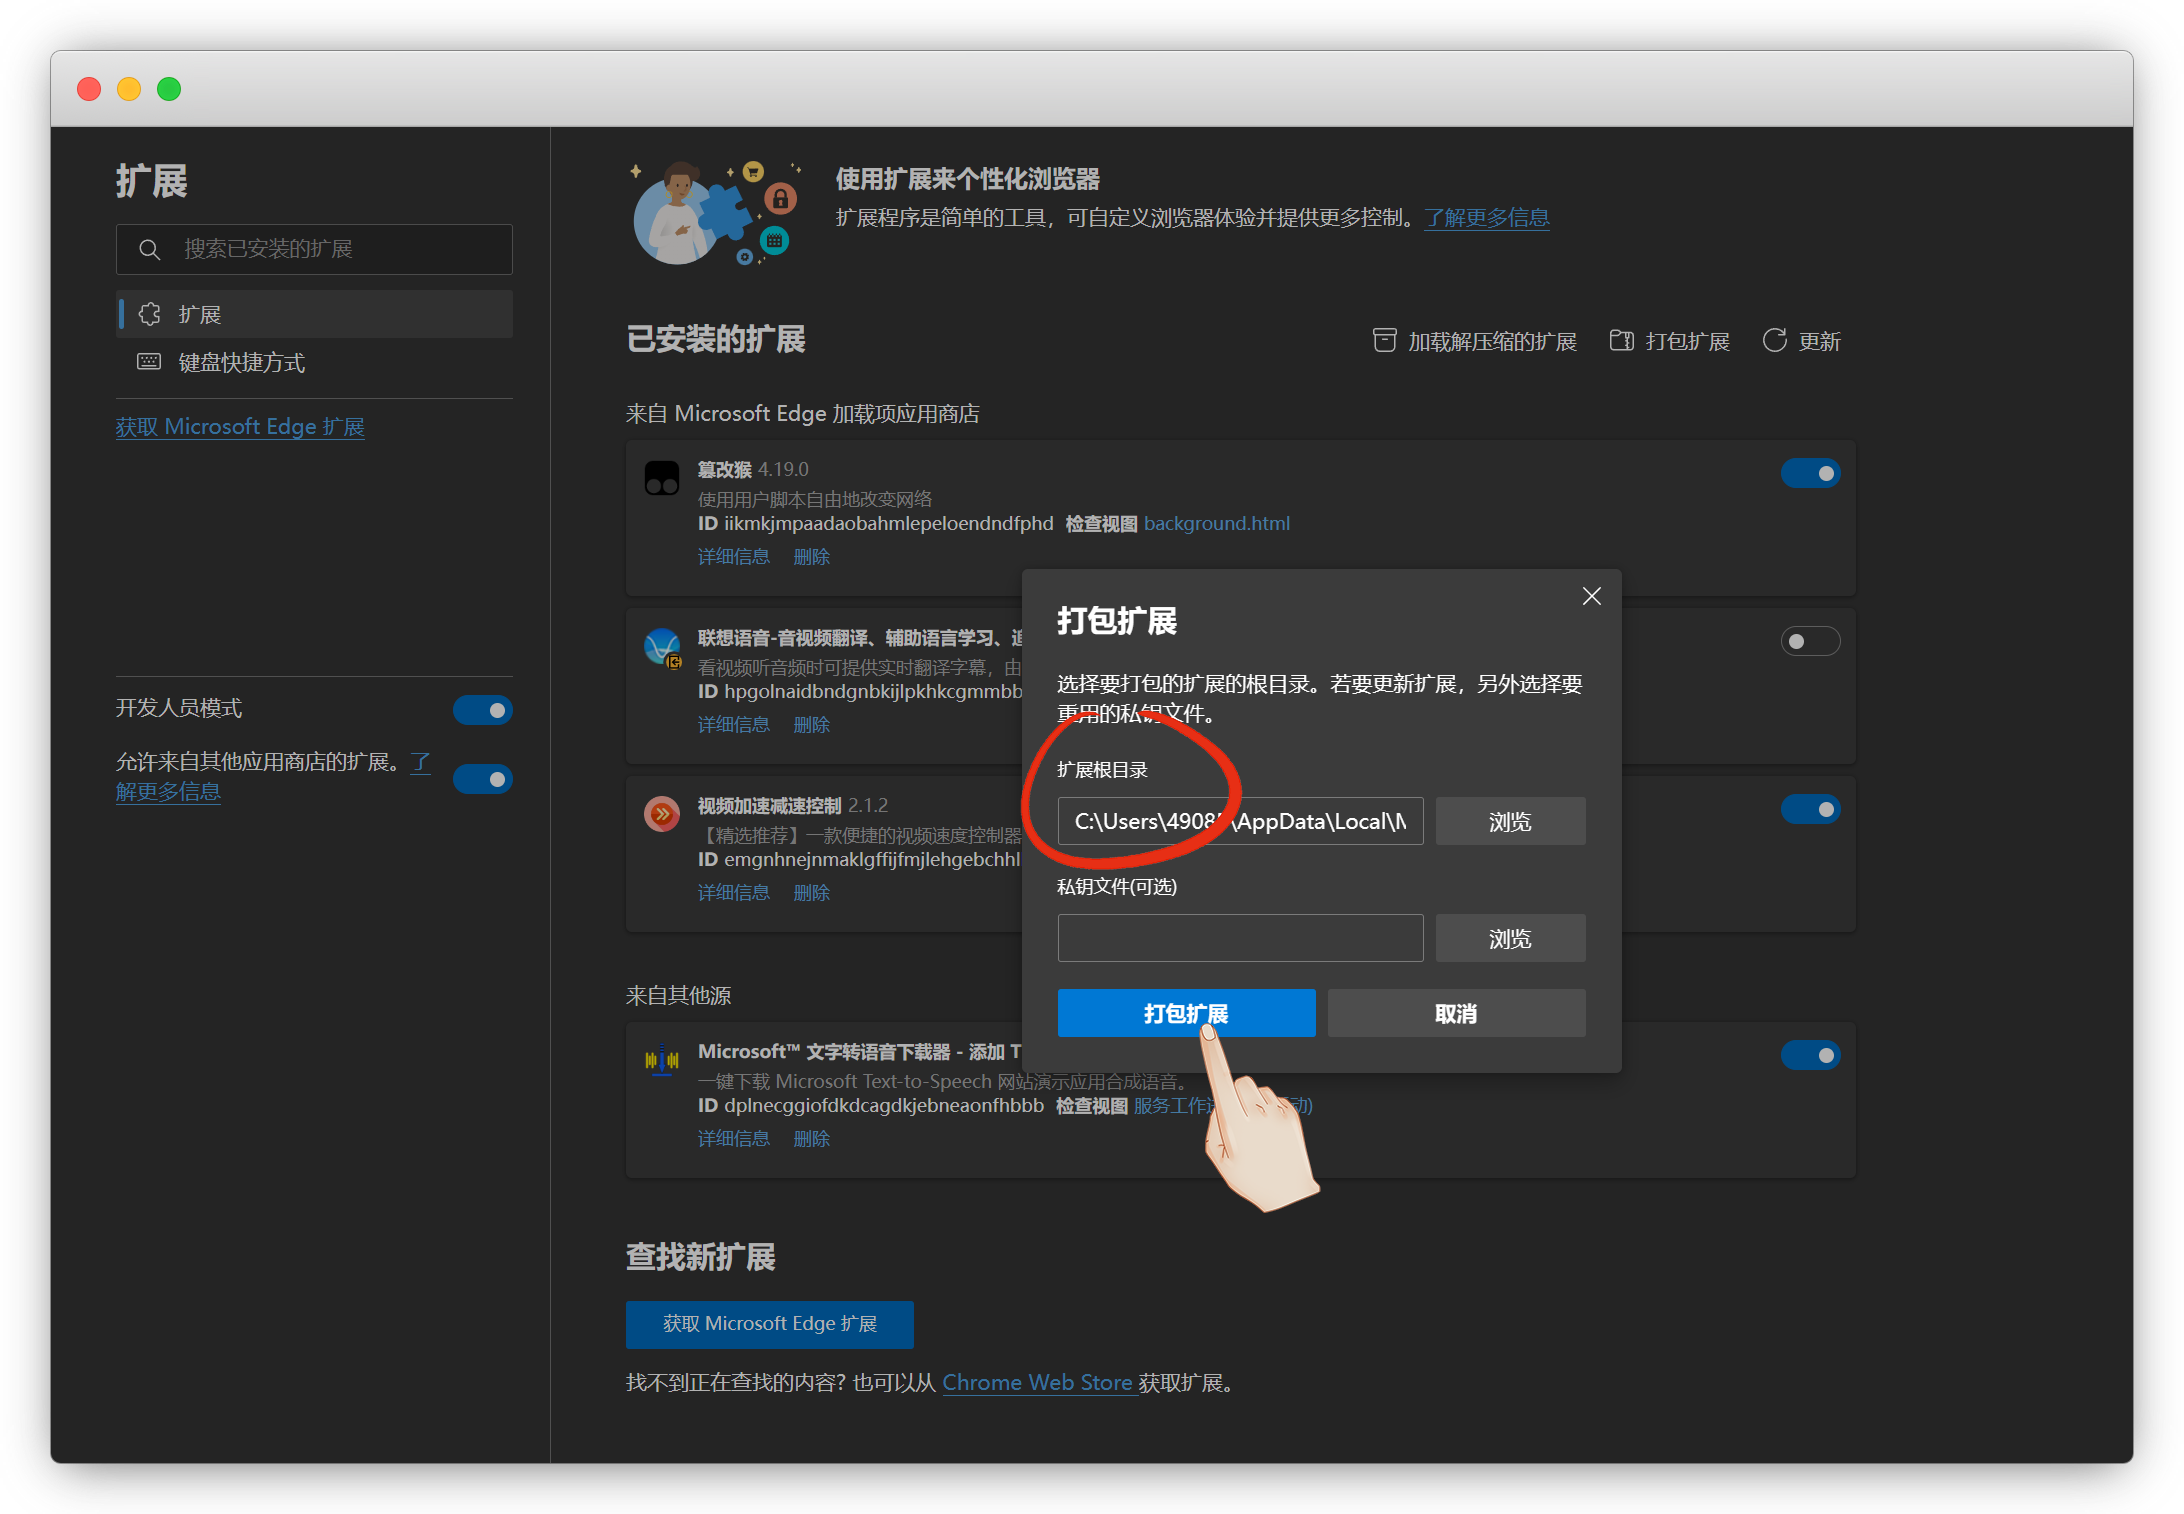 扩展
搜索已安装的扩展
扩展
键盘快捷方式
获取 Microsoft Edge 扩展
开发人员模式
允许来自其他应用商店的扩展。了
解更多信息
使用扩展来个性化浏览器
扩展程序是简单的工具，可自定义浏览器体验并提供更多控制。了解更多信息
已安装的扩展
加载解压缩的扩展 打包扩展 更新
来自 Microsoft Edge 加载项应用商店
篡改猴 4.19.0
使用用户脚本自由地改变网络
ID iikmkjmpaadaobahmlepeloendndfphd 检查视图 background.html
详细信息 删除
联想语音-音视频翻译、辅助语言学习、
看视频听音频时可提供实时翻译字幕，由
ID hpgolnaidbndgnbkijlpkhkcgmmbb
详细信息 删除
视频加速减速控制 2.1.2
【精选推荐】一款便捷的视频速度控制器
ID emgnhnejnmaklgffijfmjlehgebchhl
详细信息 删除
来自其他源
Microsoft™ 文字转语音下载器 - 添加 T
一键下载 Microsoft Text-to-Speech 网站演示应用合成语音。
ID dplnecggiofdkdcagdkjebneaonfhbbb 检查视图 服务工作 动)
详细信息 删除
查找新扩展
获取 Microsoft Edge 扩展
找不到正在查找的内容? 也可以从 Chrome Web Store 获取扩展。
打包扩展
选择要打包的扩展的根目录。若要更新扩展，另外选择要
重用的私钥文件。
扩展根目录
C:\Users\4908 \AppData\Local\M
浏览
私钥文件(可选)
浏览
打包扩展 取消